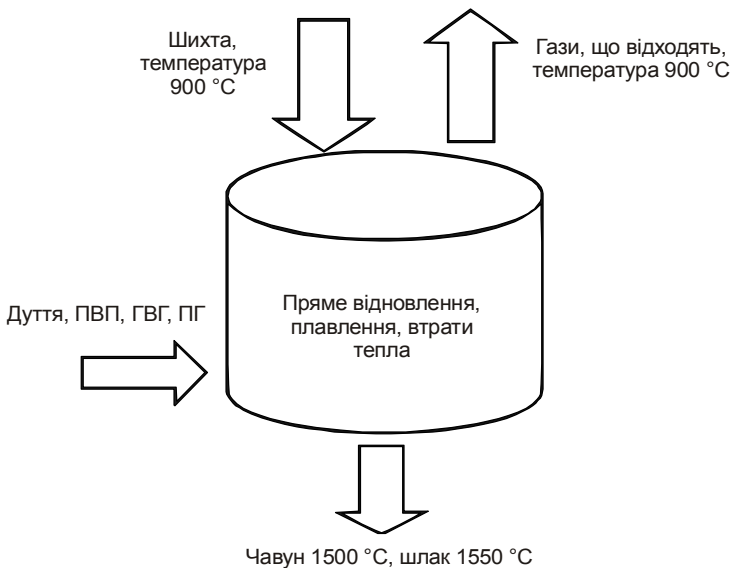 Шихта,
температура
900 °С
Гази, що відходять,
температура 900 °С
Дуття, ПВП, ГВГ, ПГ
Пряме відновлення,
плавлення, втрати
тепла
Чавун 1500 °С, шлак 1550 °С